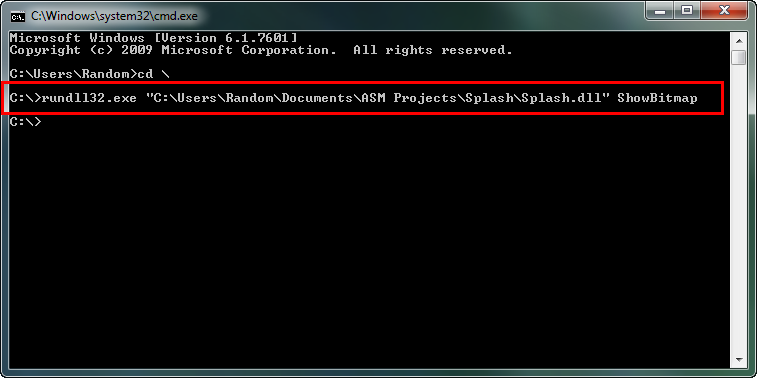 C:\Windows\system32\cmd.exe
Microsoft Windows [Version 6.1.7601]
Copyright (c) 2009 Microsoft Corporation.  All rights reserved.
C:\Users\Random>cd \
C:\>rundll32.exe "C:\Users\Random\Documents\ASM Projects\Splash\Splash.dll" ShowBitmap
C:\>